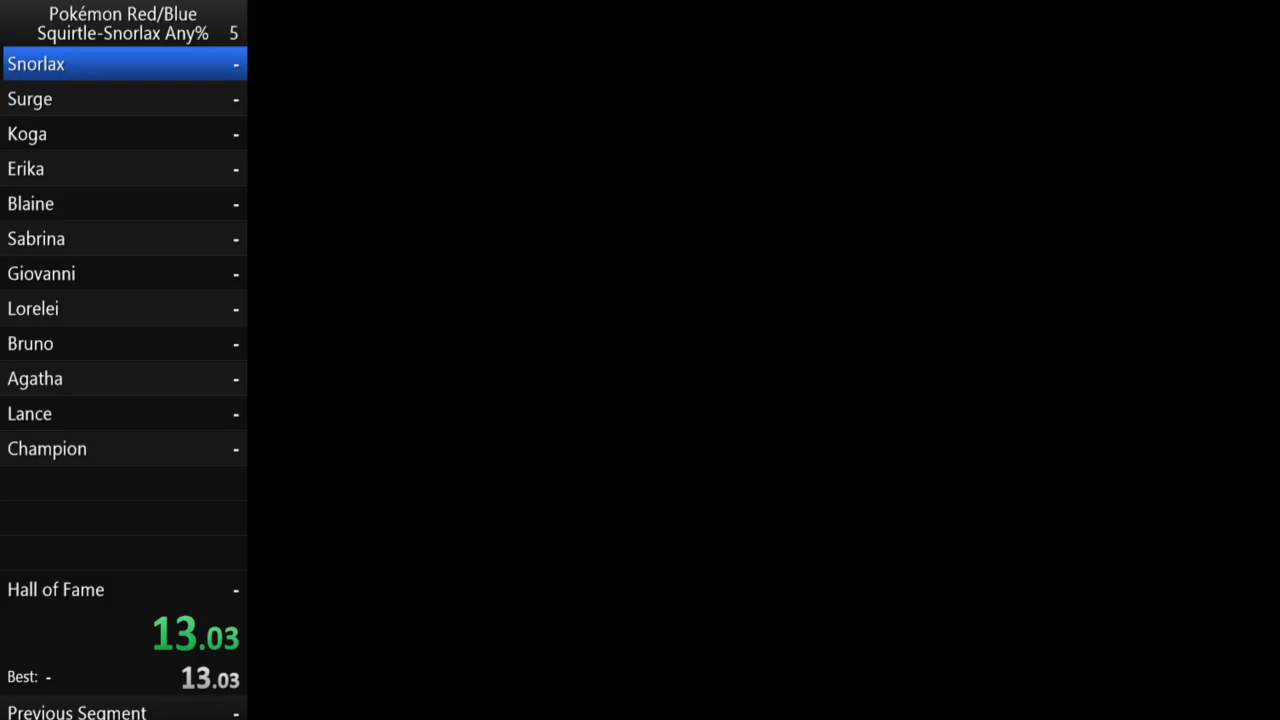 Pokémon Red/Blue
Squirtle-Snorlax Any% 5
Snorlax -
Surge -
Koga -
Erika -
Blaine -
Sabrina -
Giovanni -
Lorelei -
Bruno -
Agatha -
Lance -
Champion -
Hall of Fame -
13.03
Best: - 13.03
Previous Segment -